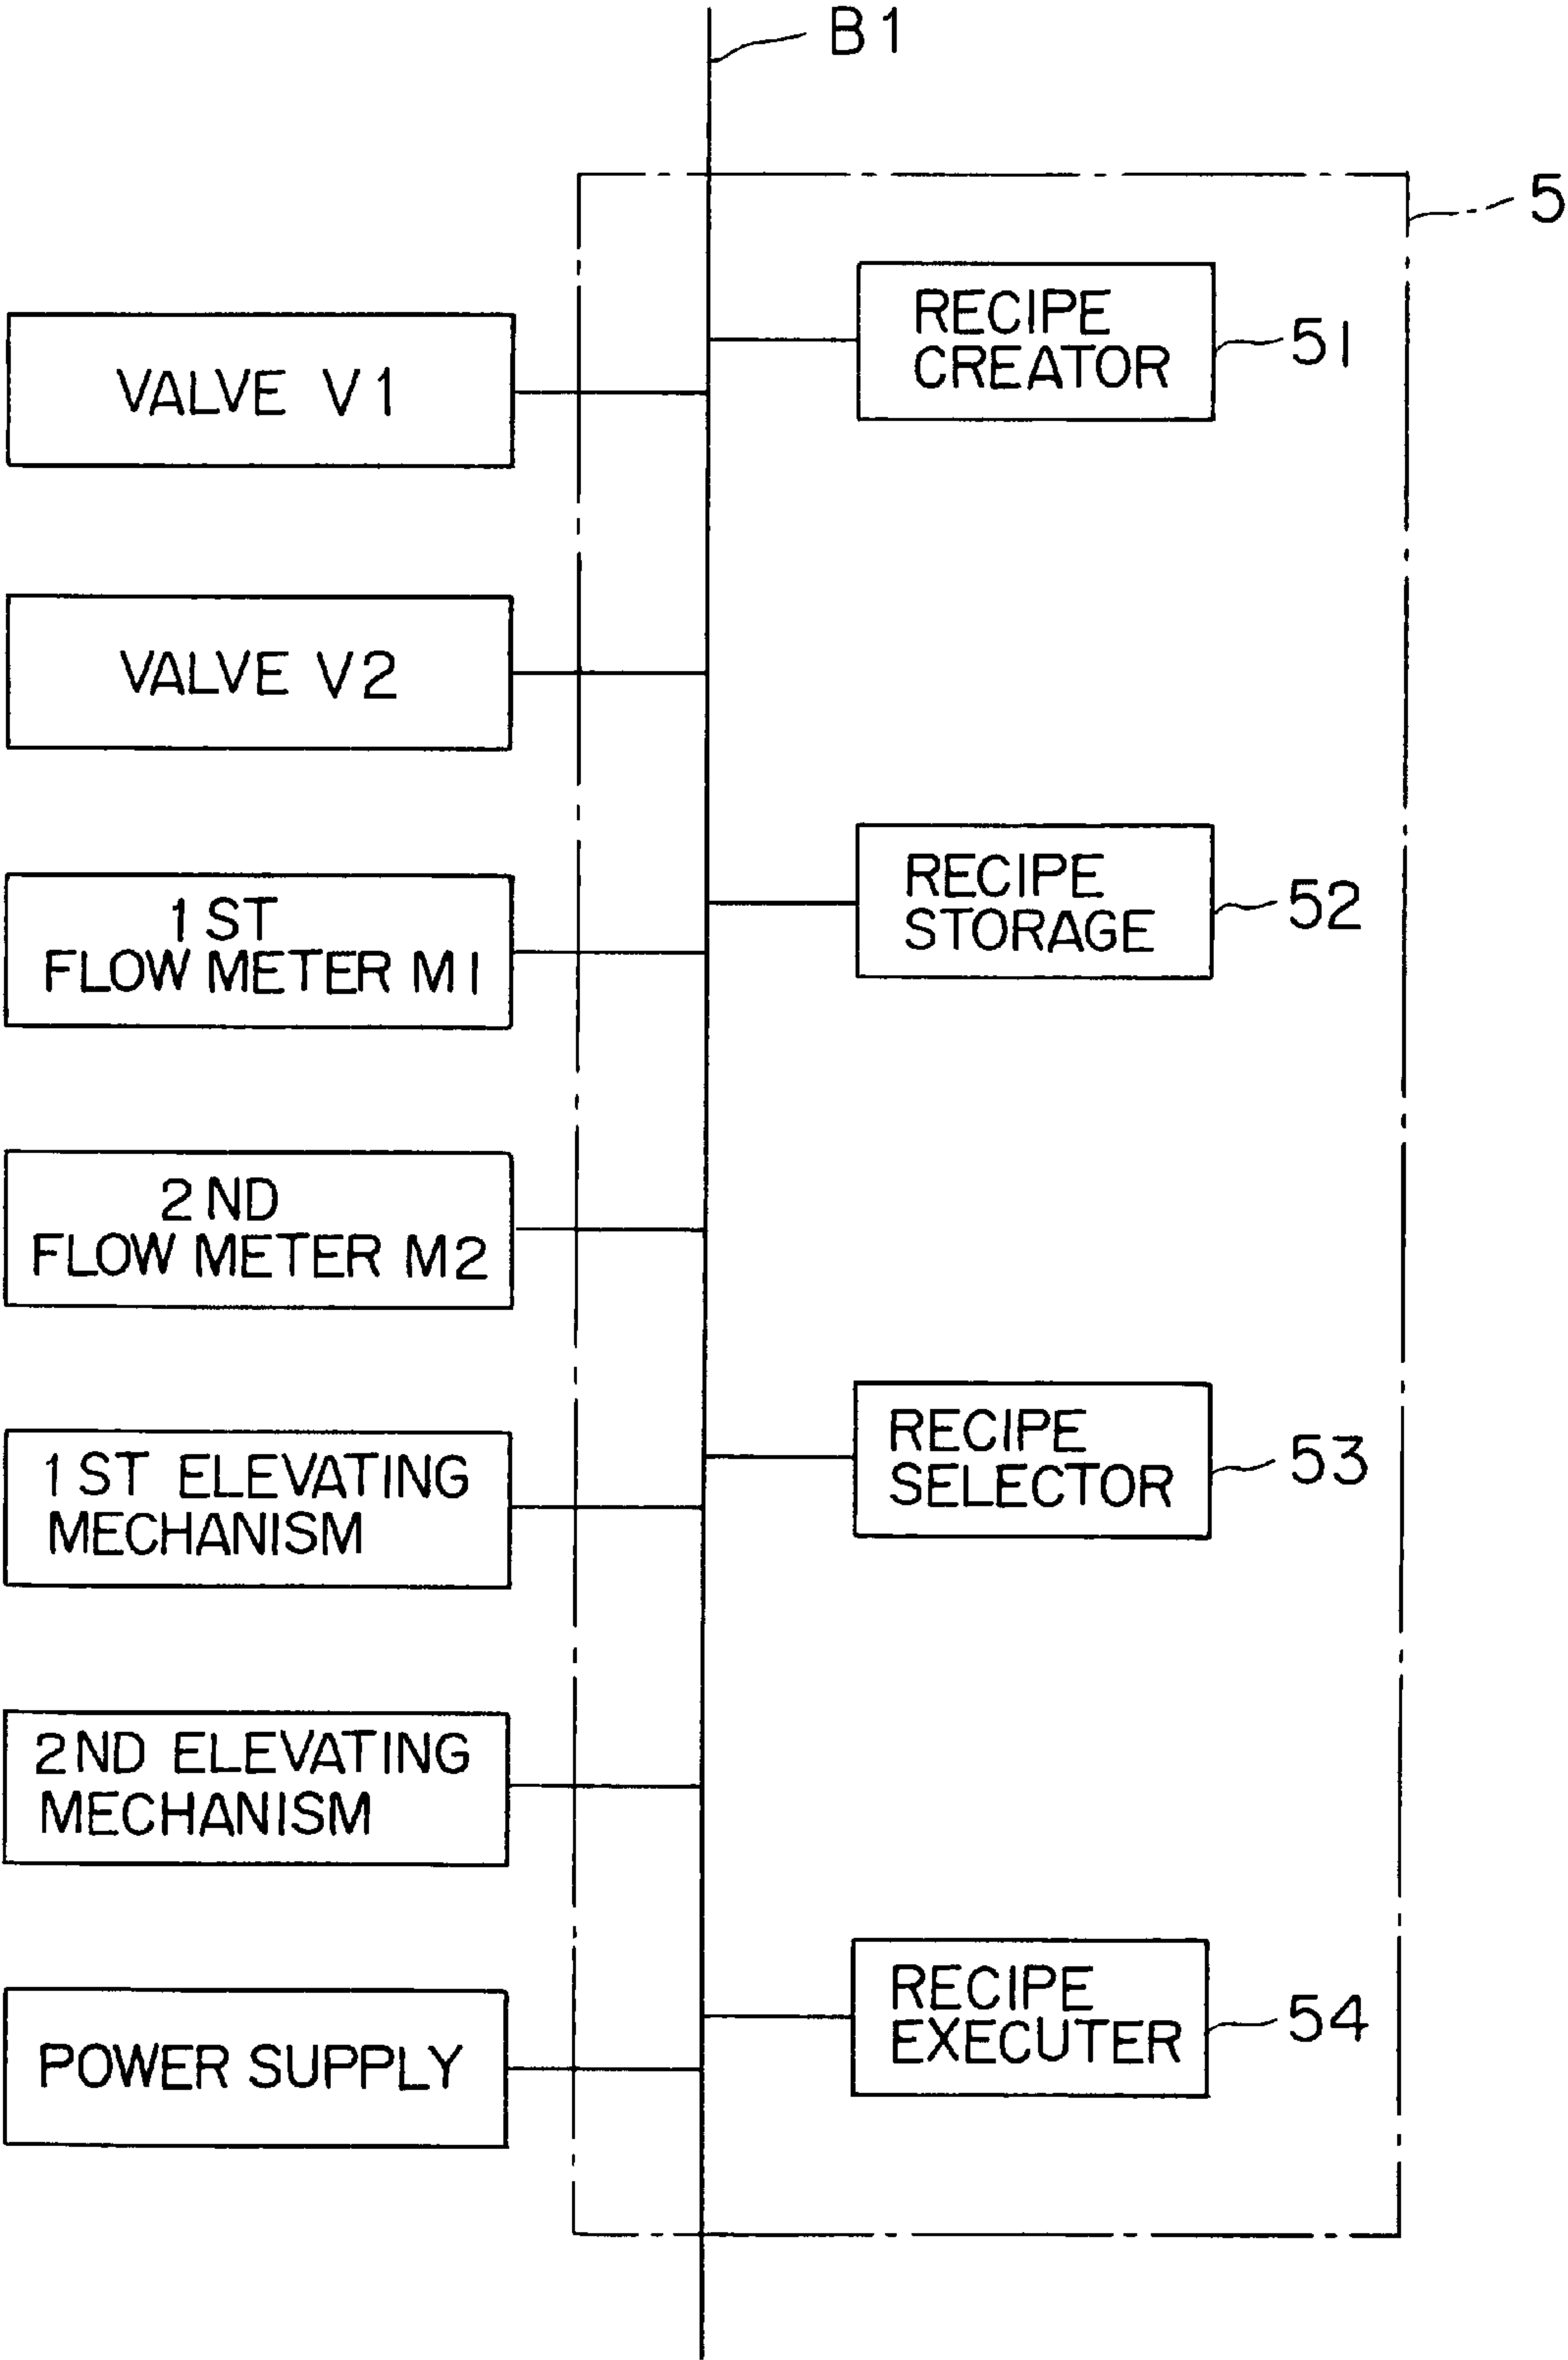 B1
5
RECIPE
CREATOR
51
VALVE V1
VALVE V2
RECIPE
STORAGE
52
1ST
FLOW METER M1
2ND
FLOW METER M2
RECIPE
SELECTOR
53
1ST ELEVATING
MECHANISM
2ND ELEVATING
MECHANISM
RECIPE
EXECUTER
54
POWER SUPPLY